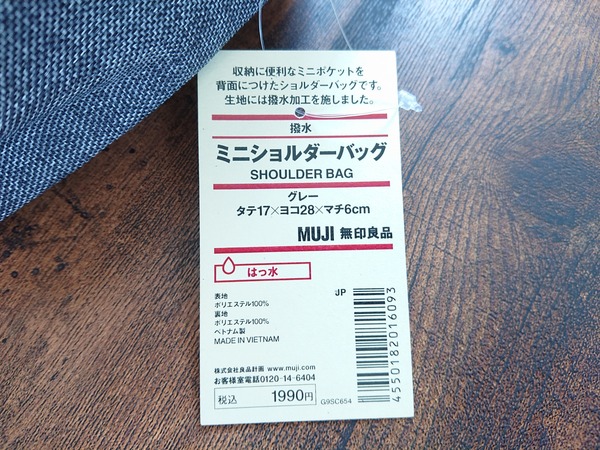 収納に便利なミニポケットを
背面につけたショルダーバッグです。
生地には撥水加工を施しました。
撥水
ミニショルダーバッグ
SHOULDER BAG
グレー
タテ17×ヨコ28×マチ6cm
MUJI 無印良品
はっ水
表地
ポリエステル100%
裏地
ポリエステル100%
ベトナム製
MADE IN VIETNAM
JP
4550182016093
株式会社良品計画 www.muji.com
お客様室電話0120-14-6404
税込 1990円
G9SC654